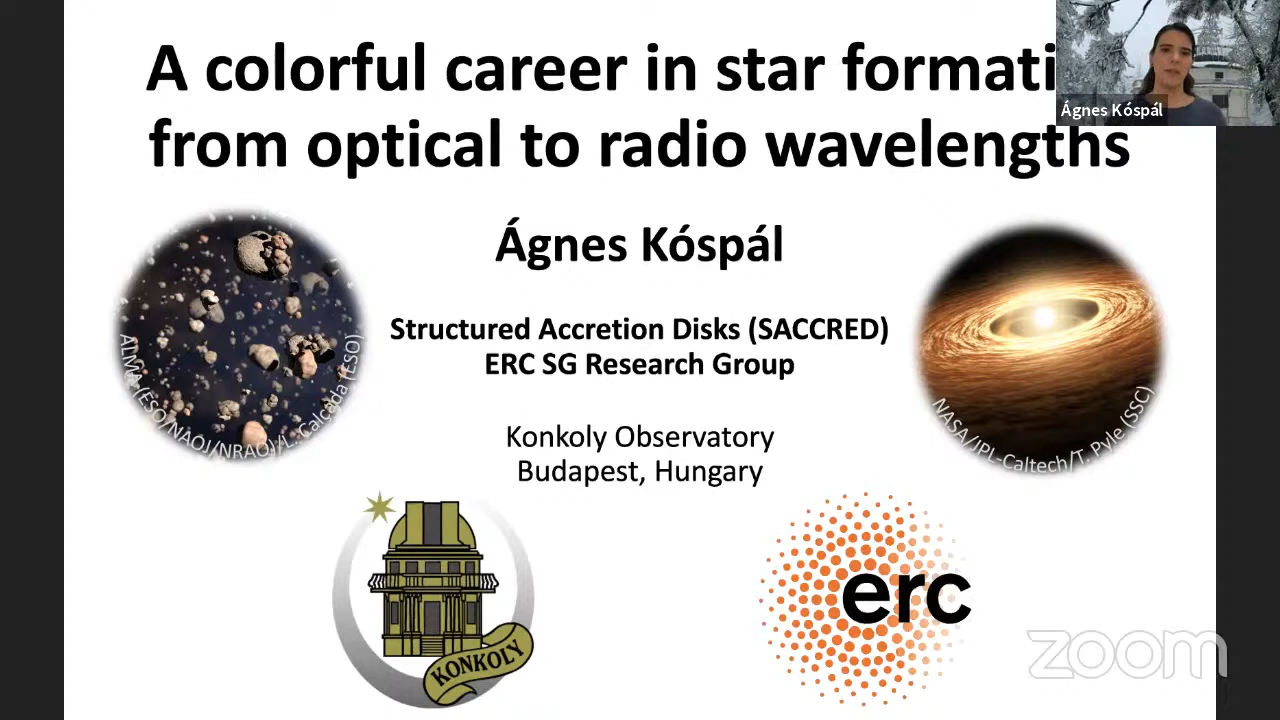 A colorful career in star formati
from optical to radio wavelengths
Ágnes Kóspál
Ágnes Kóspál
Structured Accretion Disks (SACCRED)
ERC SG Research Group
Konkoly Observatory
Budapest, Hungary
ALMA (ESO/NAOJ/NRAO)/L. Calçada (ESO)
NASA/JPL-Caltech/T. Pyle (SSC)
KONKOLY
erc
zoom